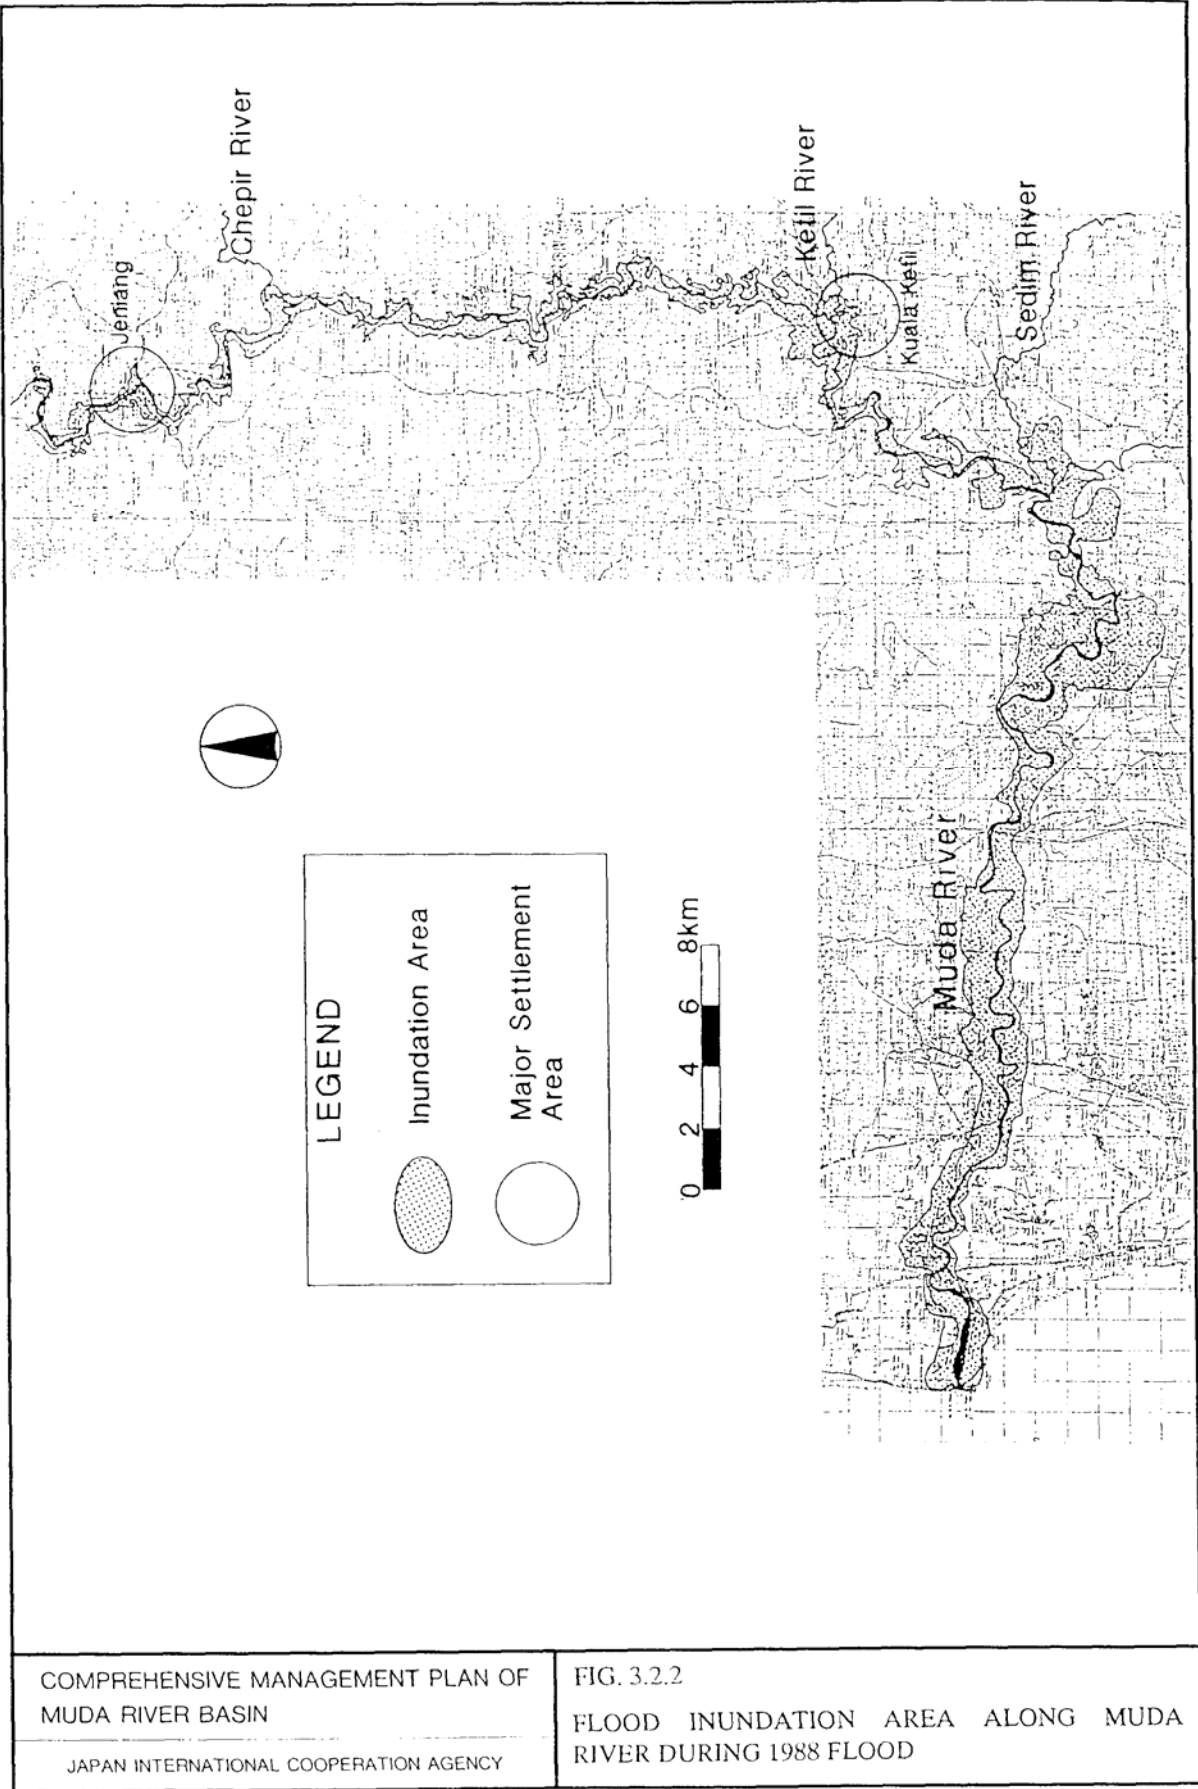 Jeniang
Chepir River
Ketil River
Kuala Ketil
Sedim River
Muda River
LEGEND
Inundation Area
Major Settlement
Area
0 2 4 6 8km
COMPREHENSIVE MANAGEMENT PLAN OF
MUDA RIVER BASIN
JAPAN INTERNATIONAL COOPERATION AGENCY
FIG. 3.2.2
FLOOD INUNDATION AREA ALONG MUDA
RIVER DURING 1988 FLOOD